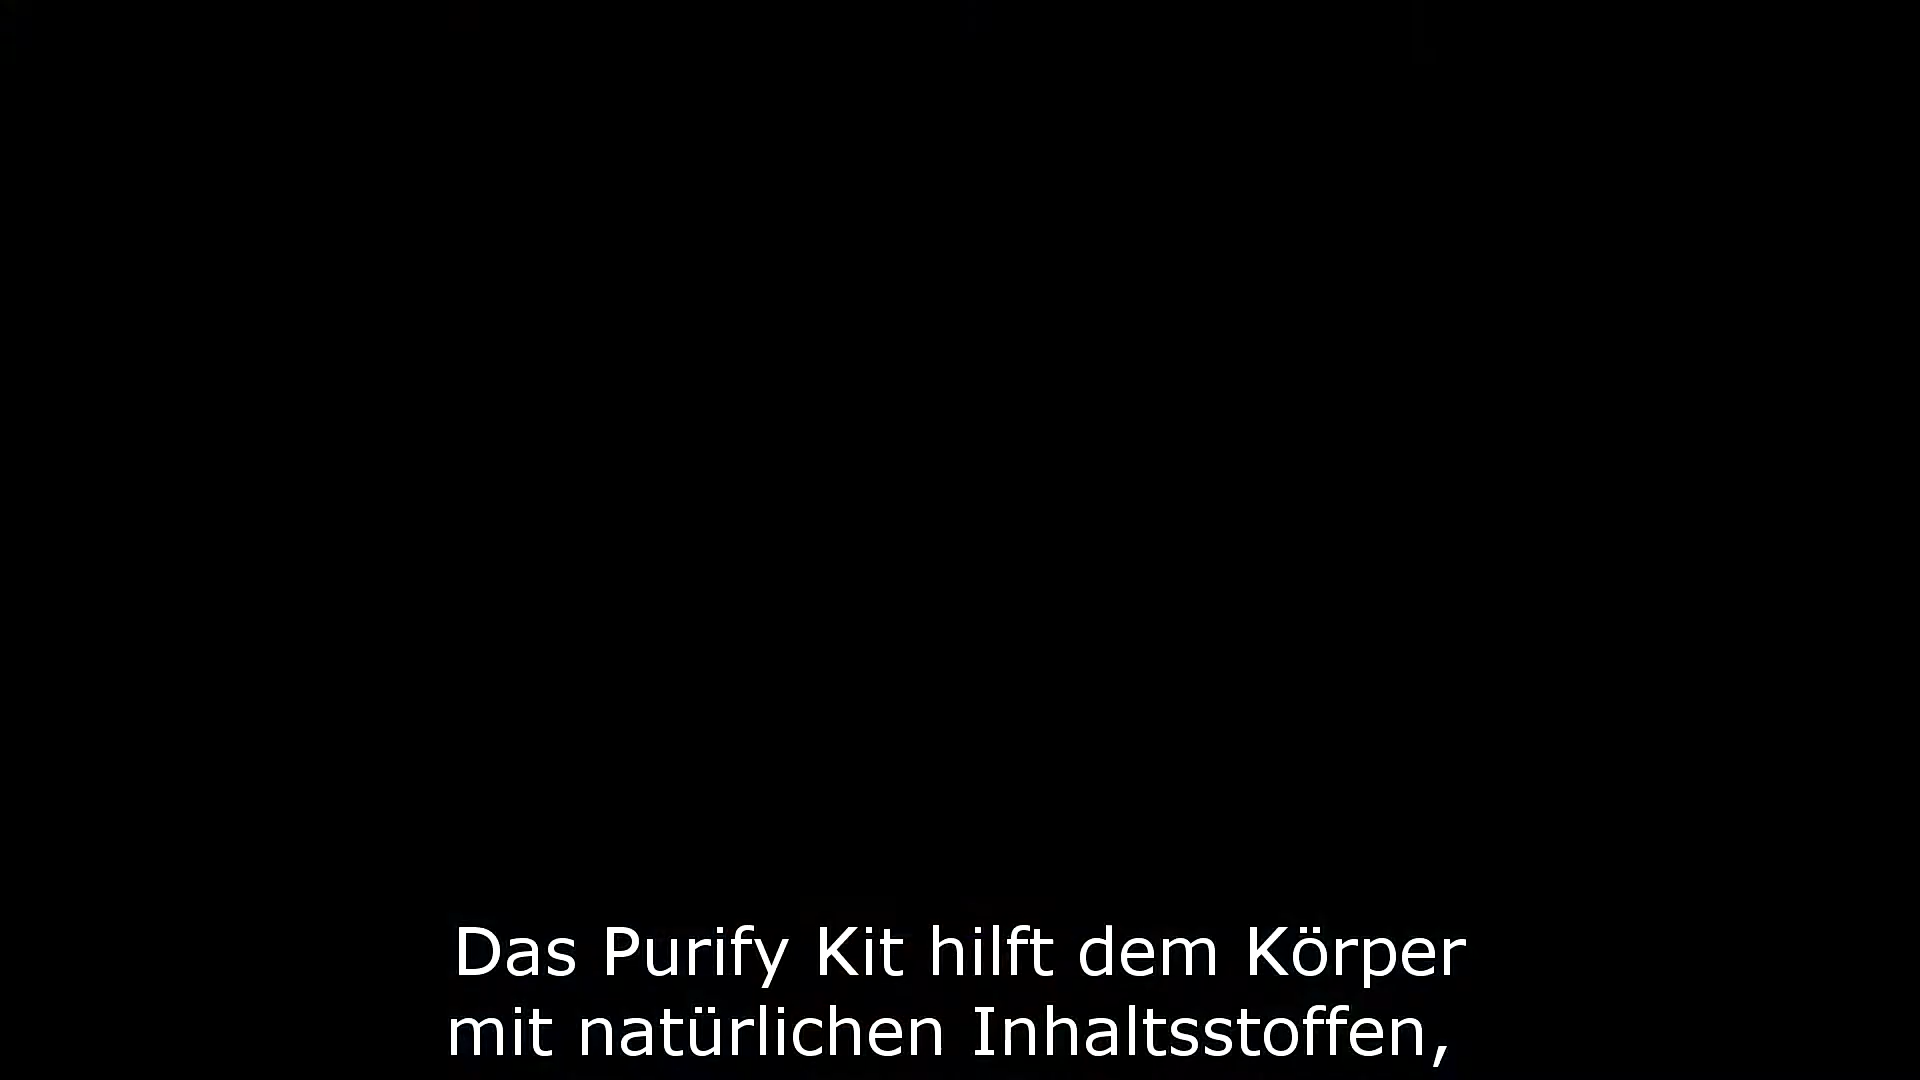 Das Purify Kit hilft dem Körper
mit natürlichen Inhaltsstoffen,